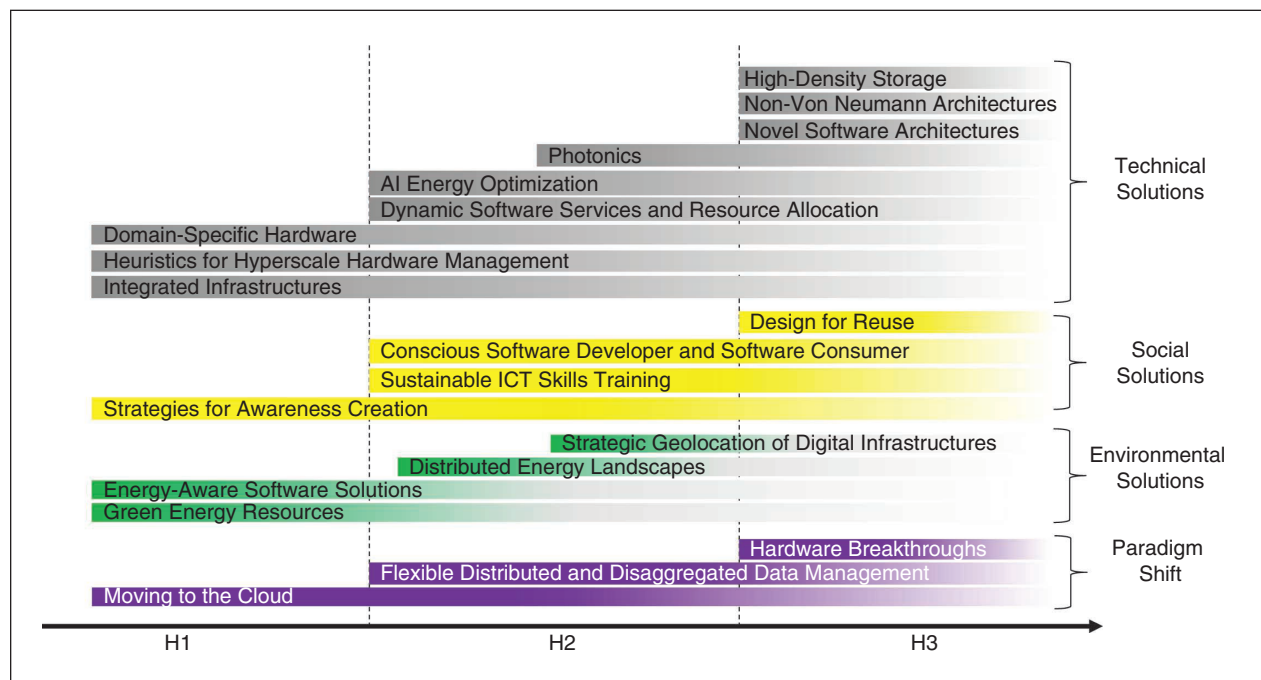 High-Density Storage
Non-Von Neumann Architectures
Novel Software Architectures
Photonics
AI Energy Optimization
Dynamic Software Services and Resource Allocation
Domain-Specific Hardware
Heuristics for Hyperscale Hardware Management
Integrated Infrastructures
Technical
Solutions
Design for Reuse
Conscious Software Developer and Software Consumer
Sustainable ICT Skills Training
Strategies for Awareness Creation
Social
Solutions
Strategic Geolocation of Digital Infrastructures
Distributed Energy Landscapes
Energy-Aware Software Solutions
Green Energy Resources
Environmental
Solutions
Hardware Breakthroughs
Flexible Distributed and Disaggregated Data Management
Moving to the Cloud
Paradigm
Shift
H1
H2
H3